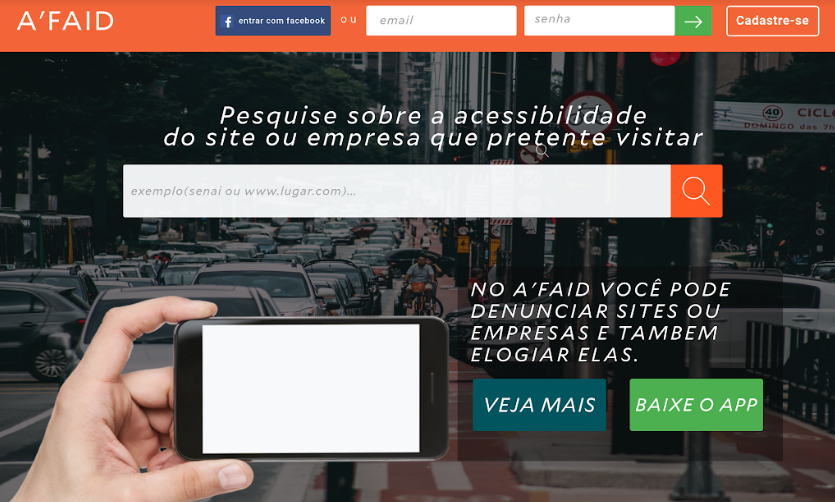 A'FAID
entrar com facebook
ou
email
senha
Cadastre-se
Pesquise sobre a acessibilidade
do site ou empresa que pretente visitar
40
CICL
DOMINGO DAS 7h
exemplo(senai ou www.lugar.com)...
NO A'FAID VOCÊ PODE
DENUNCIAR SITES OU
EMPRESAS E TAMBEM
ELOGIAR ELAS.
VEJA MAIS
BAIXE O APP